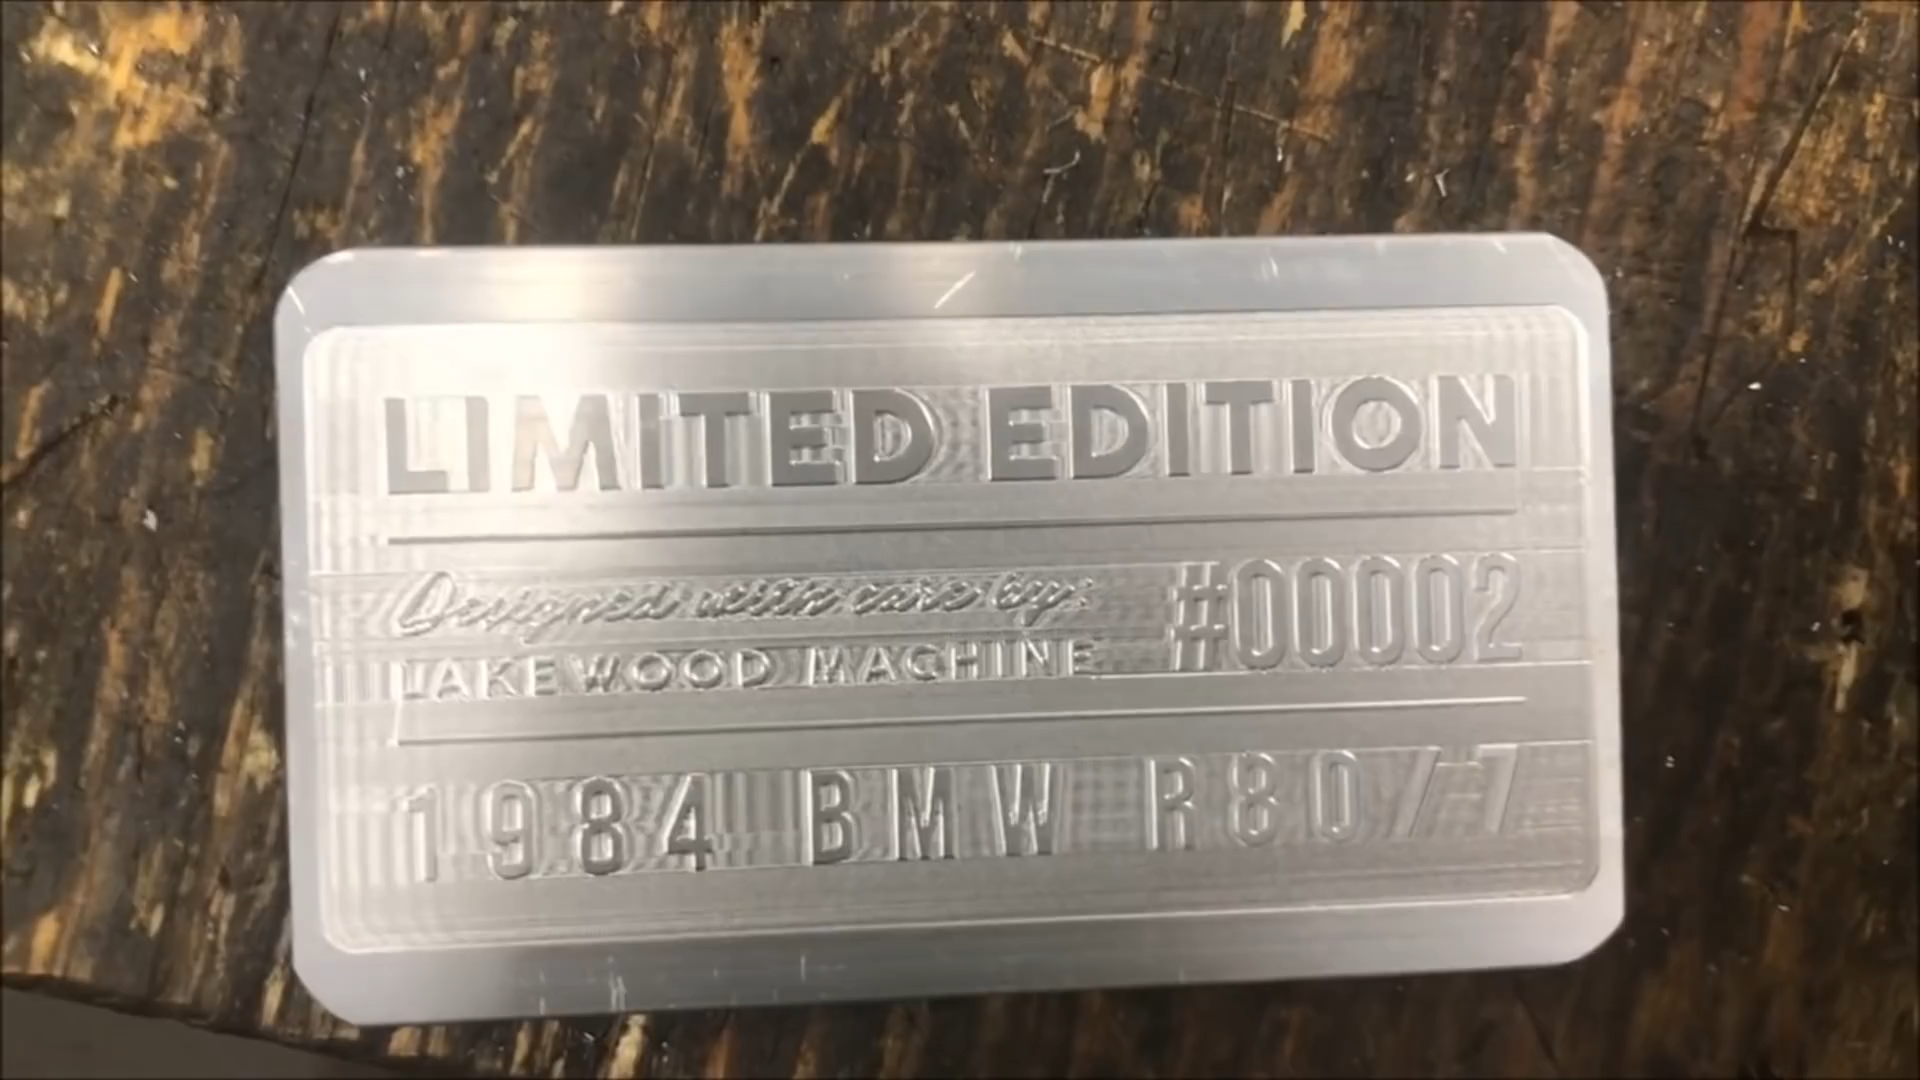 LIMITED EDITION
Designed with care by:
#00002
LAKEWOOD MACHINE
1984 BMW R80/7